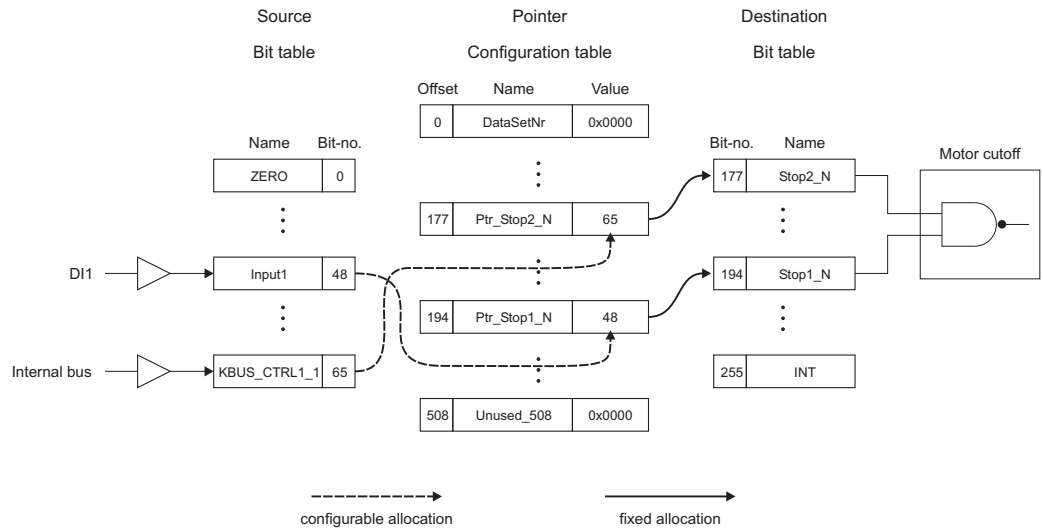 Source Pointer Destination
Bit table Configuration table Bit table
Offset Name Value
0 DataSetNr 0x0000
Name Bit-no. Bit-no. Name Motor cutoff
ZERO 0 177 Stop2_N
177 Ptr_Stop2_N 65
DI1 Input1 48 194 Stop1_N
194 Ptr_Stop1_N 48
Internal bus KBUS_CTRL1_1 65 255 INT
508 Unused_508 0x0000
configurable allocation fixed allocation